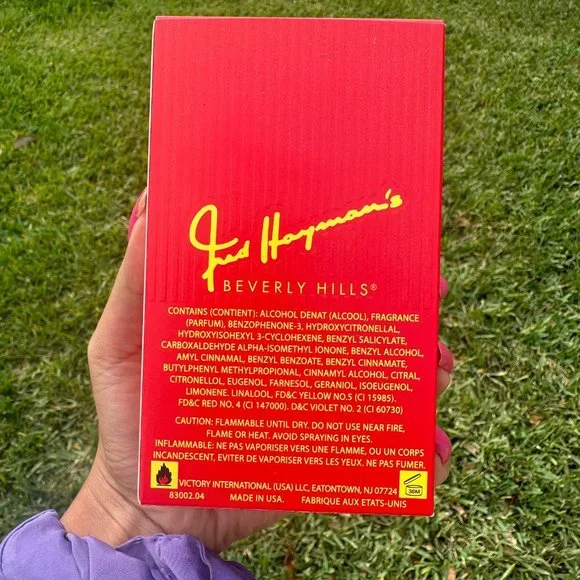 Fred Hayman's
BEVERLY HILLS®
CONTAINS (CONTIENT): ALCOHOL DENAT (ALCOOL), FRAGRANCE
(PARFUM), BENZOPHENONE-3, HYDROXYCITRONELLAL,
HYDROXYISOHEXYL 3-CYCLOHEXENE, BENZYL SALICYLATE,
CARBOXALDEHYDE ALPHA-ISOMETHYL IONONE, BENZYL ALCOHOL,
AMYL CINNAMAL, BENZYL BENZOATE, BENZYL CINNAMATE,
BUTYLPHENYL METHYLPROPIONAL, CINNAMYL ALCOHOL, CITRAL,
CITRONELLOL, EUGENOL, FARNESOL, GERANIOL, ISOEUGENOL,
LIMONENE. LINALOOL, FD&C YELLOW NO.5 (CI 15985).
FD&C RED NO. 4 (CI 147000). D&C VIOLET NO. 2 (CI 60730)
CAUTION: FLAMMABLE UNTIL DRY. DO NOT USE NEAR FIRE,
FLAME OR HEAT. AVOID SPRAYING IN EYES.
INFLAMMABLE: NE PAS VAPORISER VERS UNE FLAMME, OU UN CORPS
INCANDESCENT, EVITER DE VAPORISER VERS LES YEUX. NE PAS FUMER.
VICTORY INTERNATIONAL (USA) LLC, EATONTOWN, NJ 07724
36M
83002.04 MADE IN USA. FABRIQUE AUX ETATS-UNIS